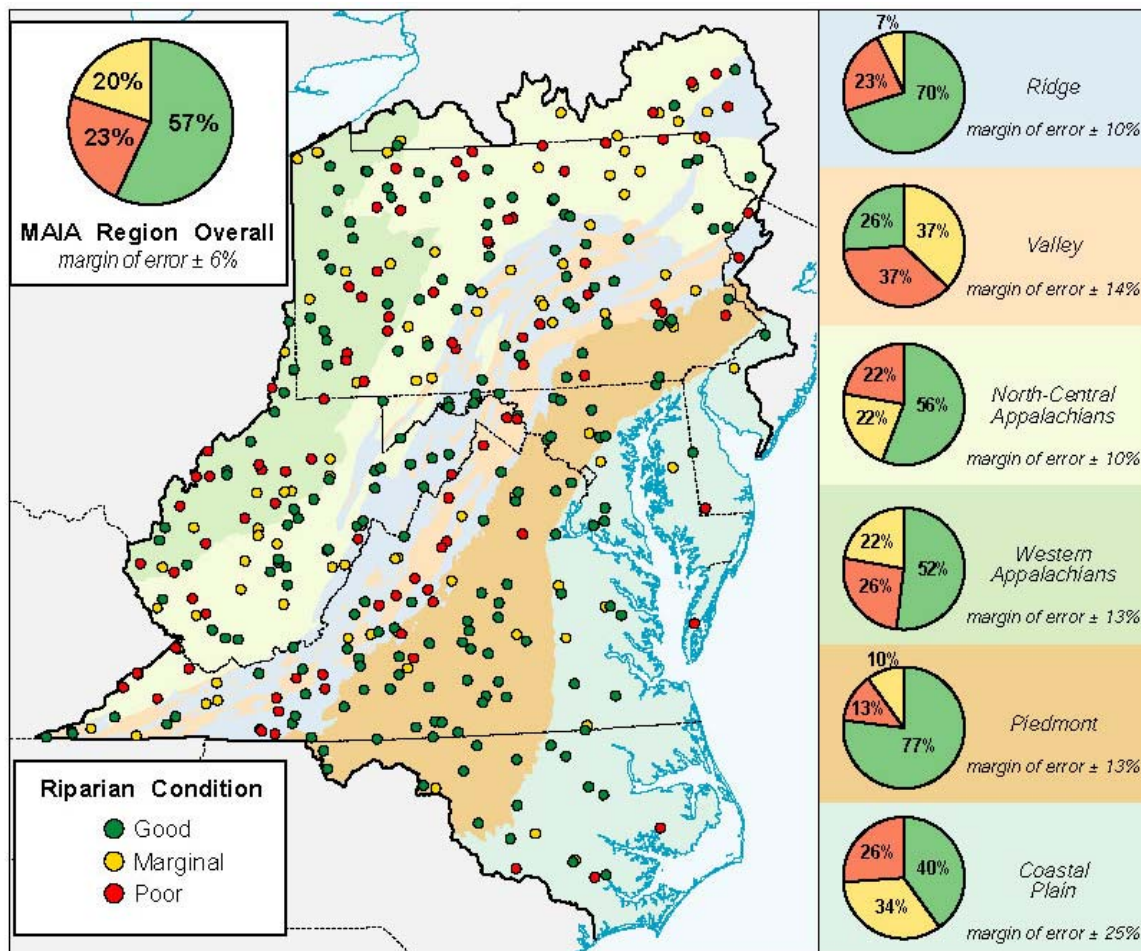 20%
57%
23%
MAIA Region Overall
margin of error ± 6%
Riparian Condition
Good
Marginal
Poor
7%
23%
70%
Ridge
margin of error ± 10%
26%
37%
37%
Valley
margin of error ± 14%
22%
56%
22%
North-Central
Appalachians
margin of error ± 10%
22%
52%
26%
Western
Appalachians
margin of error ± 13%
10%
13%
77%
Piedmont
margin of error ± 13%
26%
40%
34%
Coastal
Plain
margin of error ± 25%